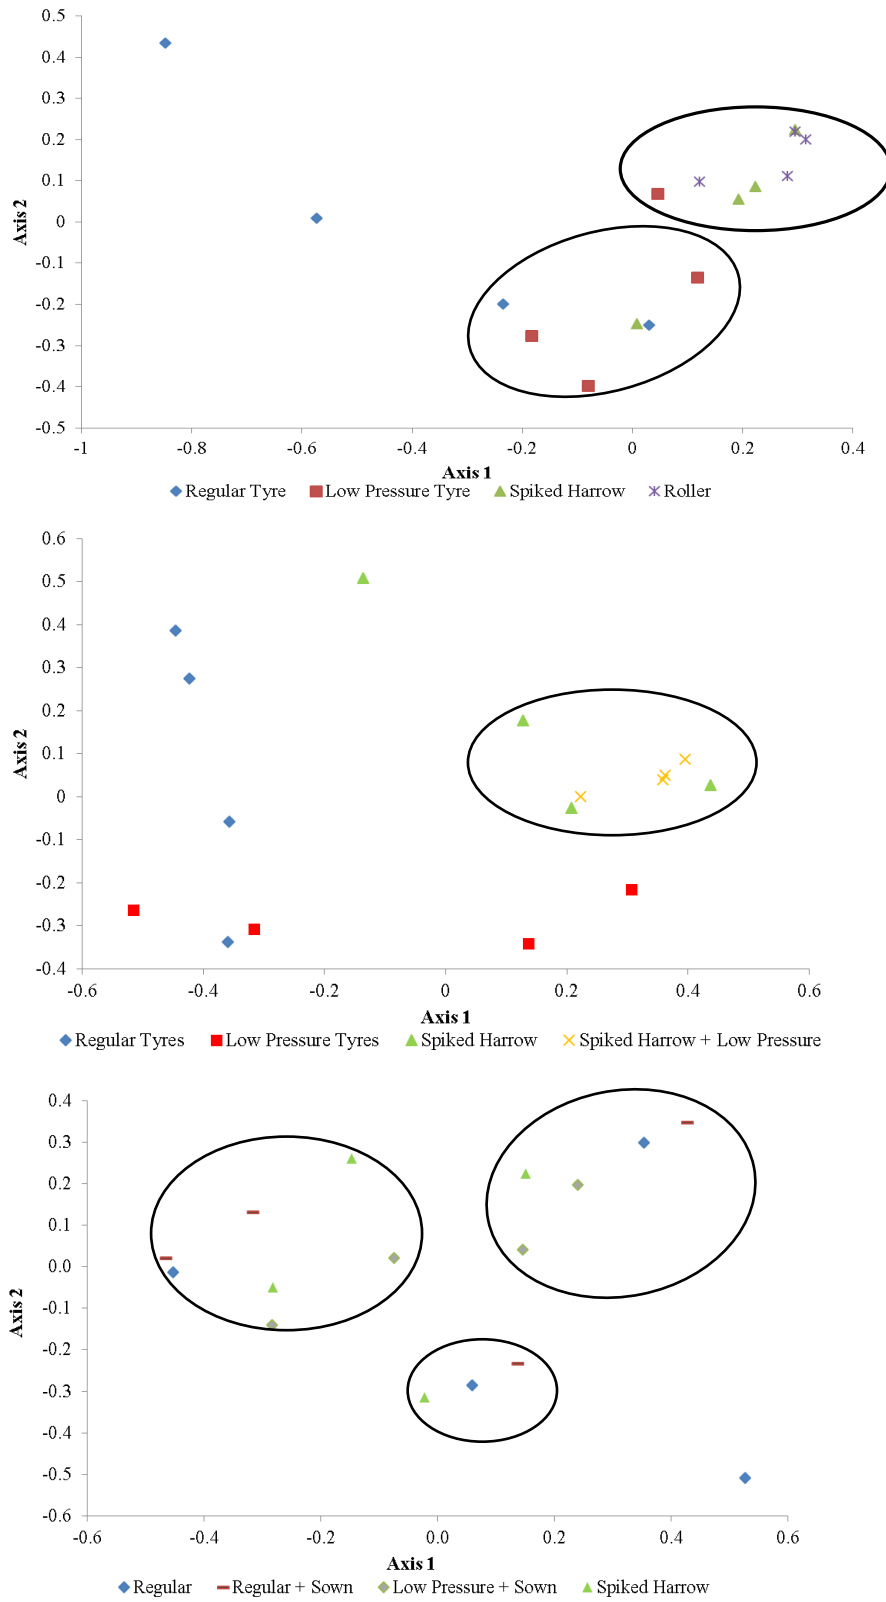 0.5
0.4
0.3
0.2
0.1
0
-0.1
-0.2
-0.3
-0.4
-0.5
Axis 2
-1 -0.8 -0.6 -0.4 -0.2 0 0.2 0.4
Axis 1
Regular Tyre Low Pressure Tyre Spiked Harrow Roller
0.6
0.5
0.4
0.3
0.2
0.1
0
-0.1
-0.2
-0.3
-0.4
Axis 2
-0.6 -0.4 -0.2 0 0.2 0.4 0.6
Axis 1
Regular Tyres Low Pressure Tyres Spiked Harrow Spiked Harrow + Low Pressure
0.4
0.3
0.2
0.1
0.0
-0.1
-0.2
-0.3
-0.4
-0.5
-0.6
Axis 2
-0.6 -0.4 -0.2 0.0 0.2 0.4 0.6
Axis 1
Regular Regular + Sown Low Pressure + Sown Spiked Harrow